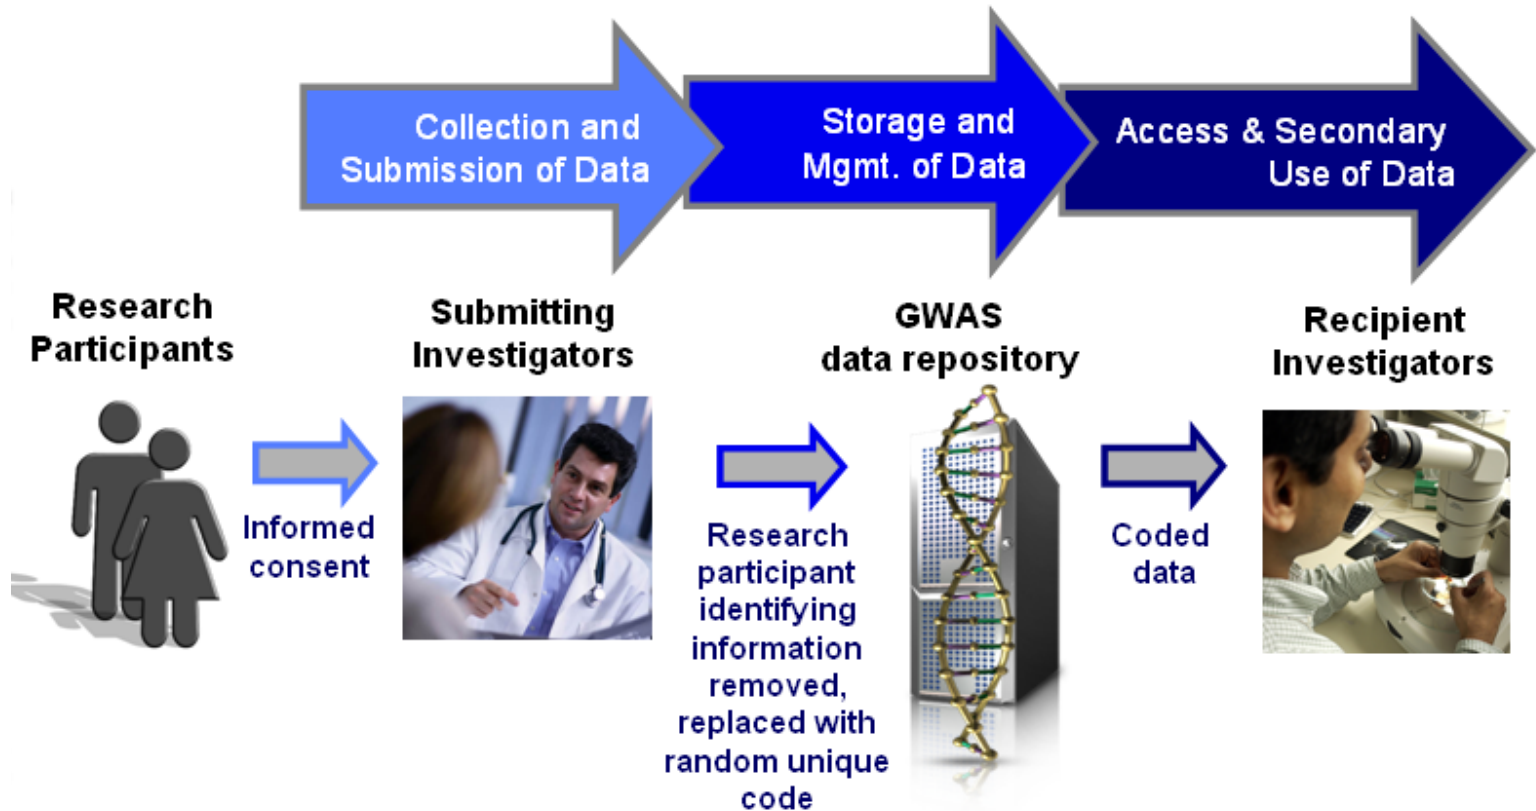 Collection and
Submission of Data
Storage and
Mgmt. of Data
Access & Secondary
Use of Data
Research
Participants
Submitting
Investigators
GWAS
data repository
Recipient
Investigators
Informed
consent
Research
participant
identifying
information
removed,
replaced with
random unique
code
Coded
data